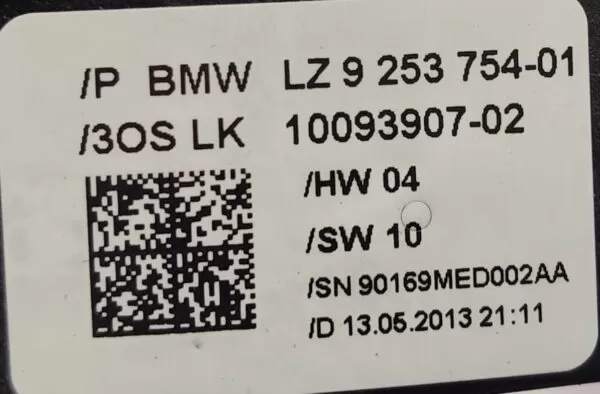 /P BMW LZ 9 253 754-01
/3OS LK 10093907-02
/HW 04
/SW 10
/SN 90169MED002AA
/D 13.05.2013 21:11